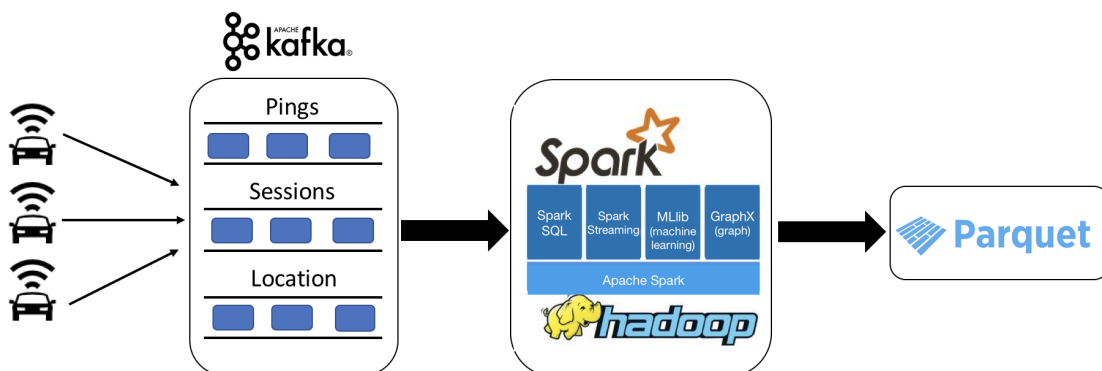 APACHE
kafka®
Pings
Sessions
Location
Spark
Spark
SQL
Spark
Streaming
MLlib
(machine
learning)
GraphX
(graph)
Apache Spark
hadoop
Parquet